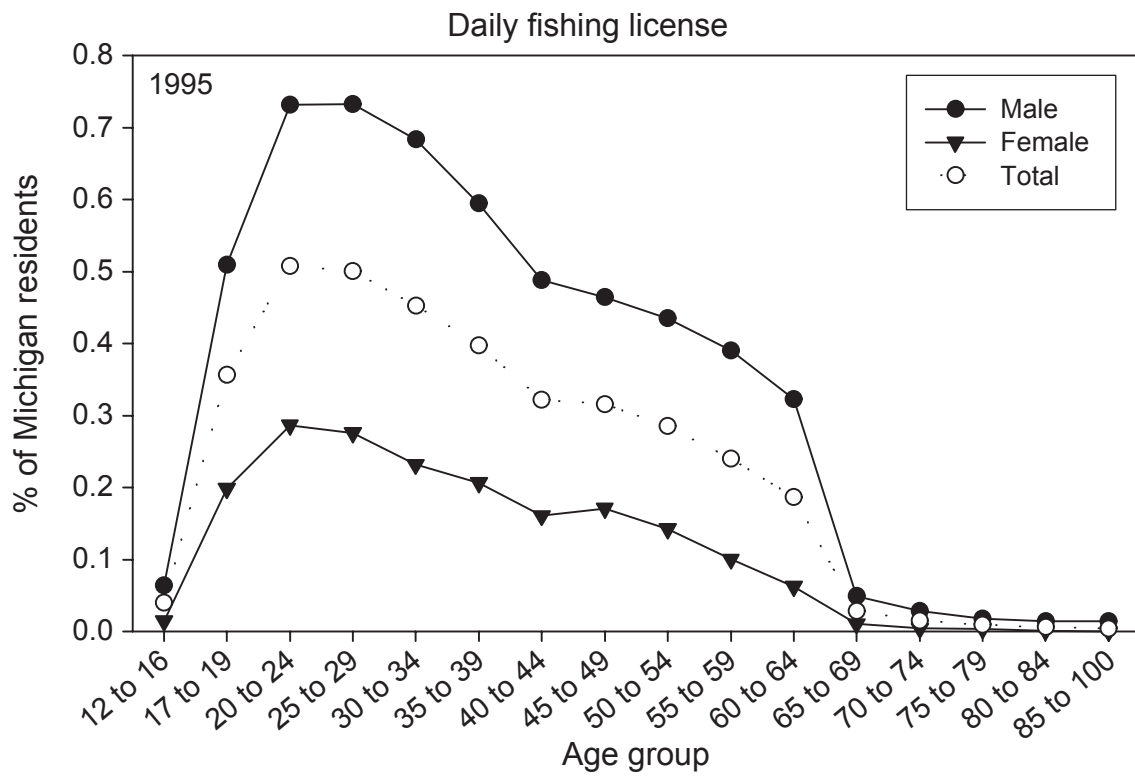 Daily fishing license
1995
Male
Female
Total
% of Michigan residents
0.8
0.7
0.6
0.5
0.4
0.3
0.2
0.1
0.0
12 to 16
17 to 19
20 to 24
25 to 29
30 to 34
35 to 39
40 to 44
45 to 49
50 to 54
55 to 59
60 to 64
65 to 69
70 to 74
75 to 79
80 to 84
85 to 100
Age group